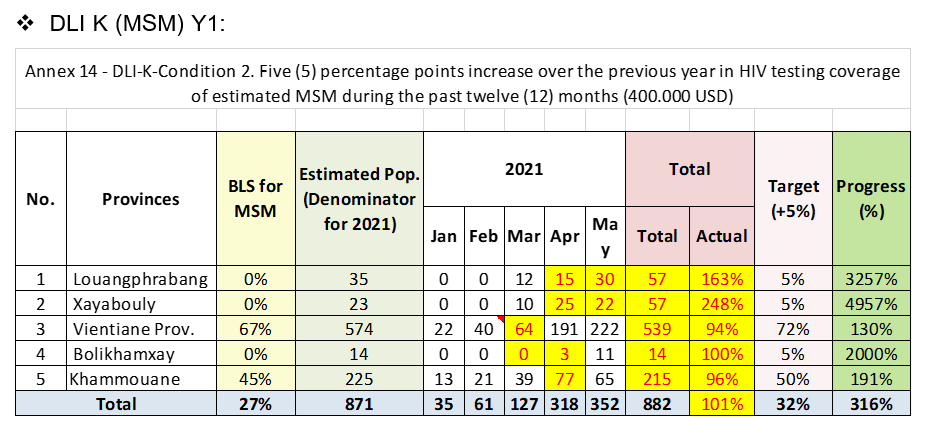 ❖ DLI K (MSM) Y1:
Annex 14 - DLI-K-Condition 2. Five (5) percentage points increase over the previous year in HIV testing coverage
of estimated MSM during the past twelve (12) months (400.000 USD)
No. Provinces BLS for MSM Estimated Pop. (Denominator for 2021) 2021 Total Target (+5%) Progress (%)
Jan Feb Mar Apr May Total Actual
1 Louangphrabang 0% 35 0 0 12 15 30 57 163% 5% 3257%
2 Xayabouly 0% 23 0 0 10 25 22 57 248% 5% 4957%
3 Vientiane Prov. 67% 574 22 40 64 191 222 539 94% 72% 130%
4 Bolikhamxay 0% 14 0 0 0 3 11 14 100% 5% 2000%
5 Khammouane 45% 225 13 21 39 77 65 215 96% 50% 191%
Total 27% 871 35 61 127 318 352 882 101% 32% 316%